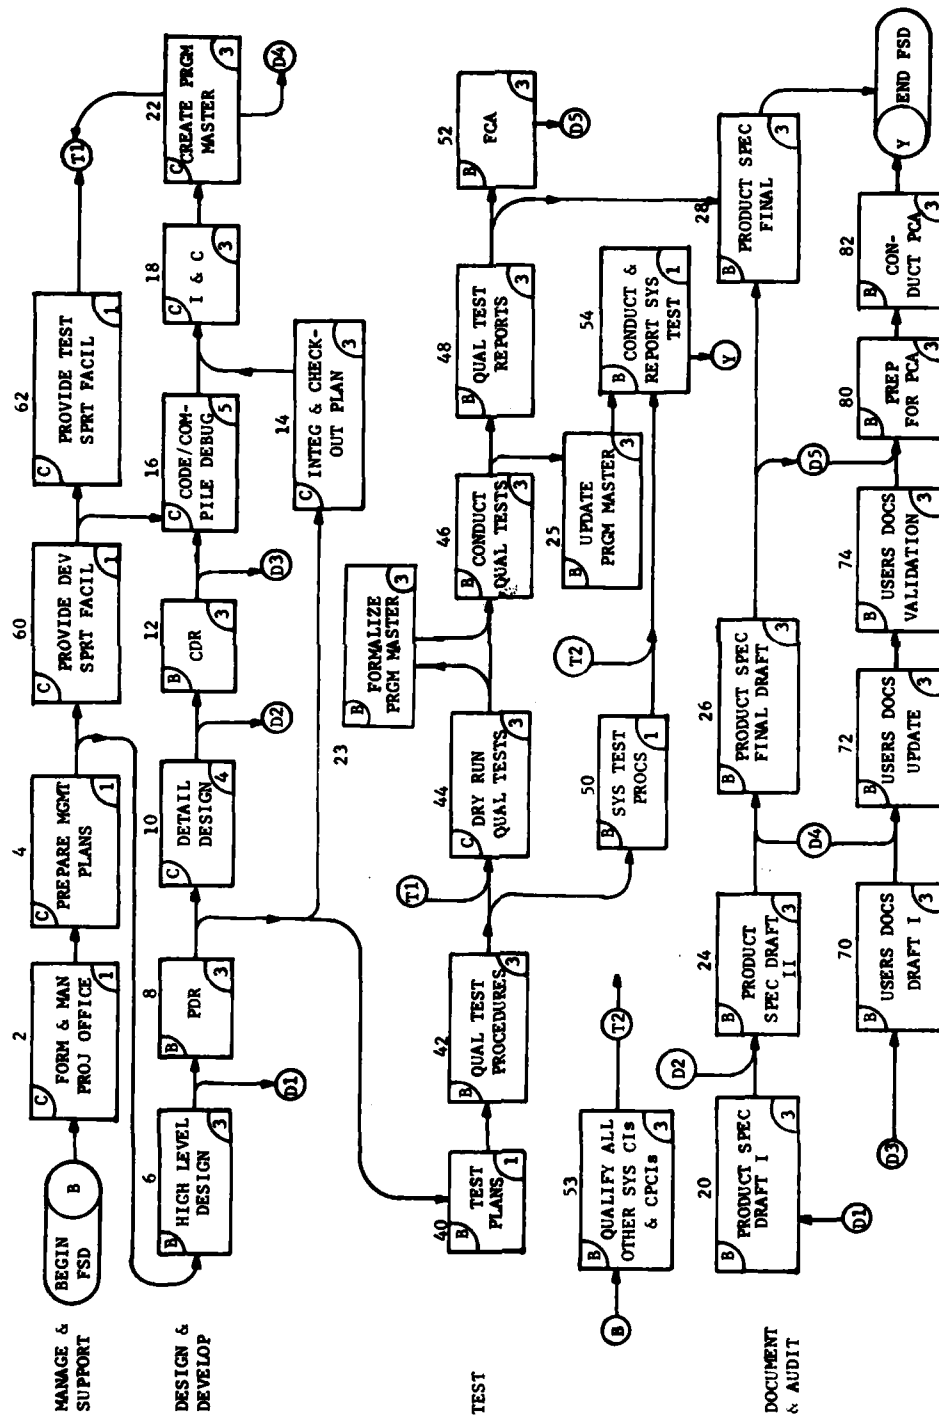 MANAGE &
SUPPORT
BEGIN
FSD
B
2
C
FORM & MAN
PROJ OFFICE
1
4
C
PREPARE MGMT
PLANS
1
60
C
PROVIDE DEV
SPRT FACIL
1
62
C
PROVIDE TEST
SPRT FACIL
1
T1
DESIGN &
DEVELOP
6
B
HIGH LEVEL
DESIGN
3
D1
8
B
PDR
3
10
C
DETAIL
DESIGN
4
D2
12
B
CDR
3
D3
16
C
CODE/COM-
PILE DEBUG
5
18
C
I & C
3
22
C
CREATE PRGM
MASTER
3
D4
14
C
INTEG & CHECK-
OUT PLAN
3
TEST
40
B
TEST
PLANS
1
42
B
QUAL TEST
PROCEDURES
3
T1
44
C
DRY RUN
QUAL TESTS
3
23
B
FORMALIZE
PRGM MASTER
3
46
B
CONDUCT
QUAL TESTS
3
48
B
QUAL TEST
REPORTS
3
52
B
FCA
3
D5
25
B
UPDATE
PRGM MASTER
3
B
53
B
QUALIFY ALL
OTHER SYS CIs
& CPCIs
3
T2
50
B
SYS TEST
PROCS
1
T2
54
B
CONDUCT &
REPORT SYS
TEST
1
Y
DOCUMENT
& AUDIT
D1
20
B
PRODUCT SPEC
DRAFT I
3
D2
24
B
PRODUCT
SPEC DRAFT
II
3
26
B
PRODUCT SPEC
FINAL DRAFT
3
28
B
PRODUCT SPEC
FINAL
3
D3
70
B
USERS DOCS
DRAFT I
3
D4
72
B
USERS DOCS
UPDATE
3
74
B
USERS DOCS
VALIDATION
3
D5
80
B
PREP
FOR PCA
3
82
B
CON-
DUCT PCA
3
Y
END FSD